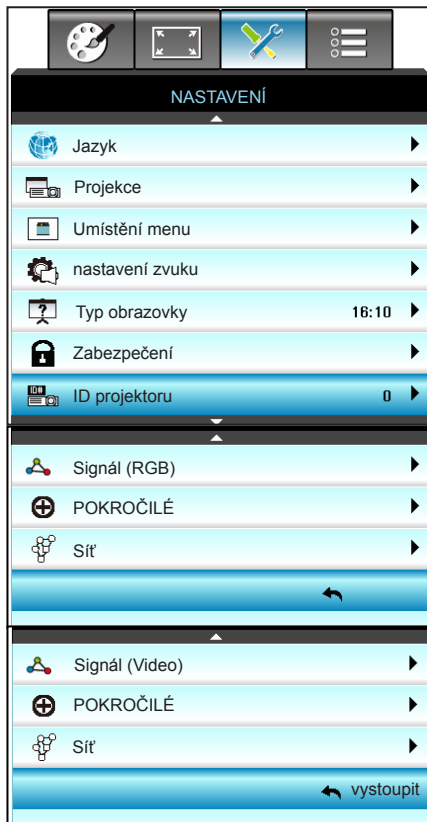 NASTAVENÍ
Jazyk
Projekce
Umístění menu
nastavení zvuku
? Typ obrazovky 16:10
Zabezpečení
ID# ID projektoru 0
Signál (RGB)
POKROČILÉ
Síť
Signál (Video)
POKROČILÉ
Síť
vystoupit